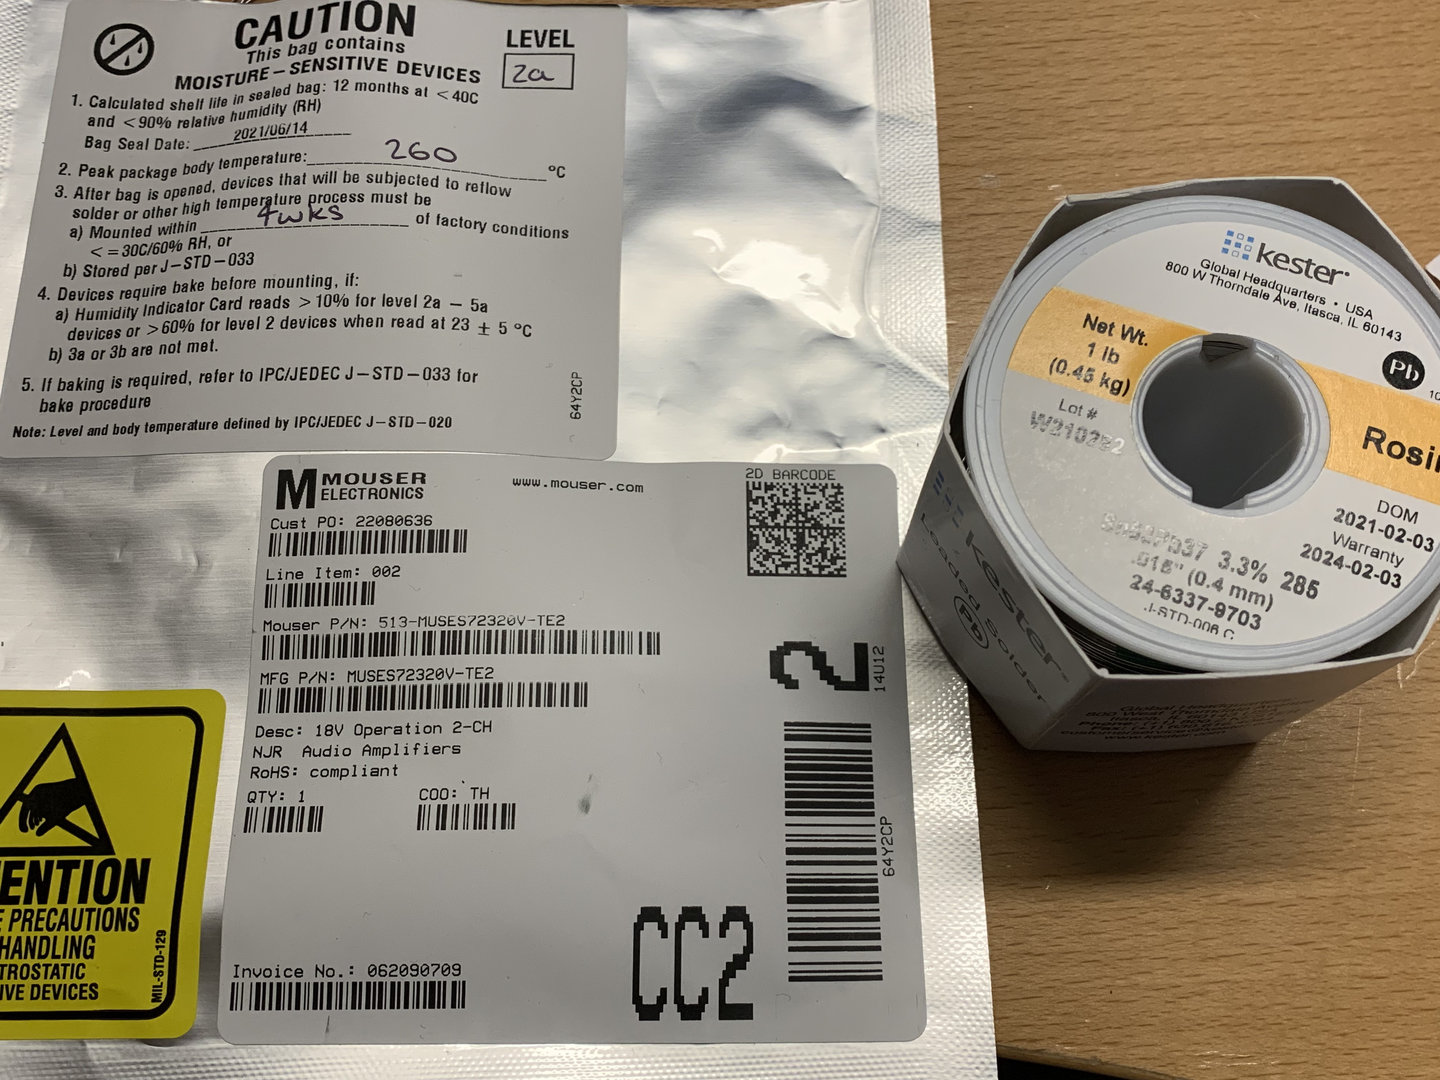 CAUTION
This bag contains
MOISTURE-SENSITIVE DEVICES
LEVEL
2a
1. Calculated shelf life in sealed bag: 12 months at <40C
and <90% relative humidity (RH)
Bag Seal Date: 2021/06/14
2. Peak package body temperature: 260 °C
3. After bag is opened, devices that will be subjected to reflow
solder or other high temperature process must be
a) Mounted within 4wks of factory conditions
<=30C/60% RH, or
b) Stored per J-STD-033
4. Devices require bake before mounting, if:
a) Humidity Indicator Card reads >10% for level 2a - 5a
devices or >60% for level 2 devices when read at 23 ± 5 °C
b) 3a or 3b are not met.
5. If baking is required, refer to IPC/JEDEC J-STD-033 for
bake procedure
Note: Level and body temperature defined by IPC/JEDEC J-STD-020
64Y2CP
M MOUSER
ELECTRONICS
www.mouser.com
2D BARCODE
Cust PO: 22080636
Line Item: 002
Mouser P/N: 513-MUSES72320V-TE2
MFG P/N: MUSES72320V-TE2
Desc: 18V Operation 2-CH
NJR Audio Amplifiers
RoHS: compliant
QTY: 1
COO: TH
Invoice No.: 062090709
2
14U12
64Y2CP
CC2
ENTION
E PRECAUTIONS
HANDLING
TROSTATIC
IVE DEVICES
MIL-STD-129
kester
Global Headquarters • USA
800 W Thorndale Ave, Itasca, IL 60143
Net Wt.
1 lb
(0.45 kg)
Pb
Rosi
Lot #
DOM
2021-02-03
Warranty
2024-02-03
Sn63Pb37 3.3% 285
.015" (0.4 mm)
24-6337-9703
J-STD-006 C
kester
Leaded Solder
Pb
Global Headquarters